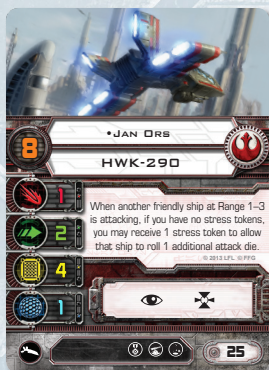 •Jan Ors
8
HWK-290
1
When another friendly ship at Range 1–3
is attacking, if you have no stress tokens,
you may receive 1 stress token to allow
that ship to roll 1 additional attack die.
© 2013 LFL © FFG
2
4
1
25